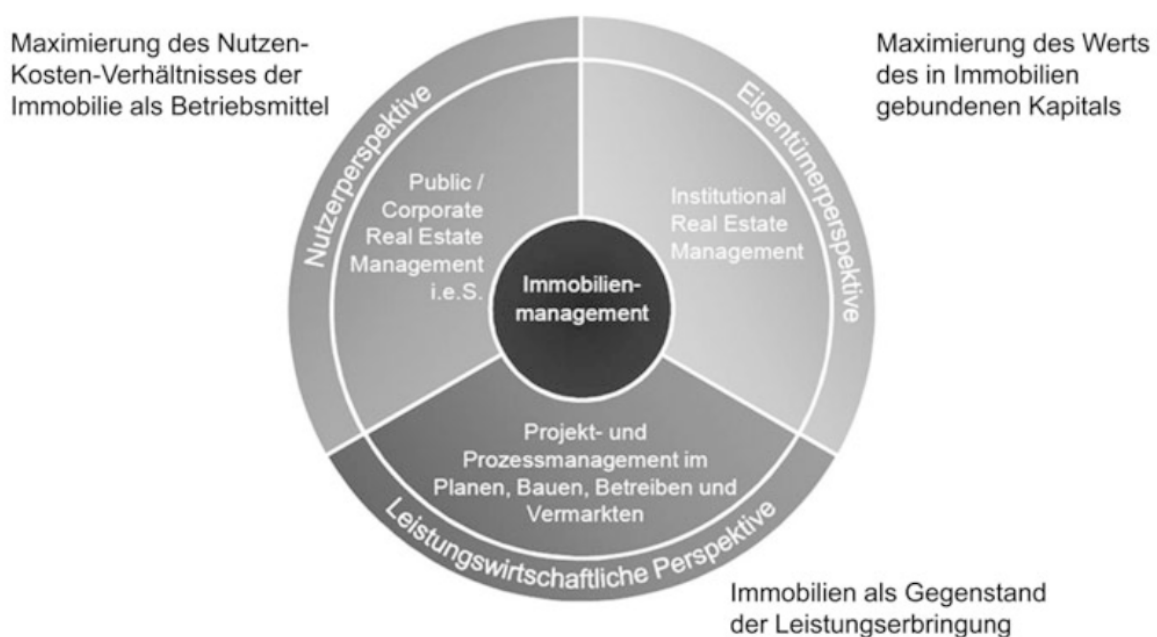 Maximierung des Nutzen-
Kosten-Verhältnisses der
Immobilie als Betriebsmittel
Maximierung des Werts
des in Immobilien
gebundenen Kapitals
Nutzerperspektive
Eigentümerperspektive
Public /
Corporate
Real Estate
Management
i.e.S.
Institutional
Real Estate
Management
Immobilien-
management
Projekt- und
Prozessmanagement im
Planen, Bauen, Betreiben und
Vermarkten
Leistungswirtschaftliche Perspektive
Immobilien als Gegenstand
der Leistungserbringung